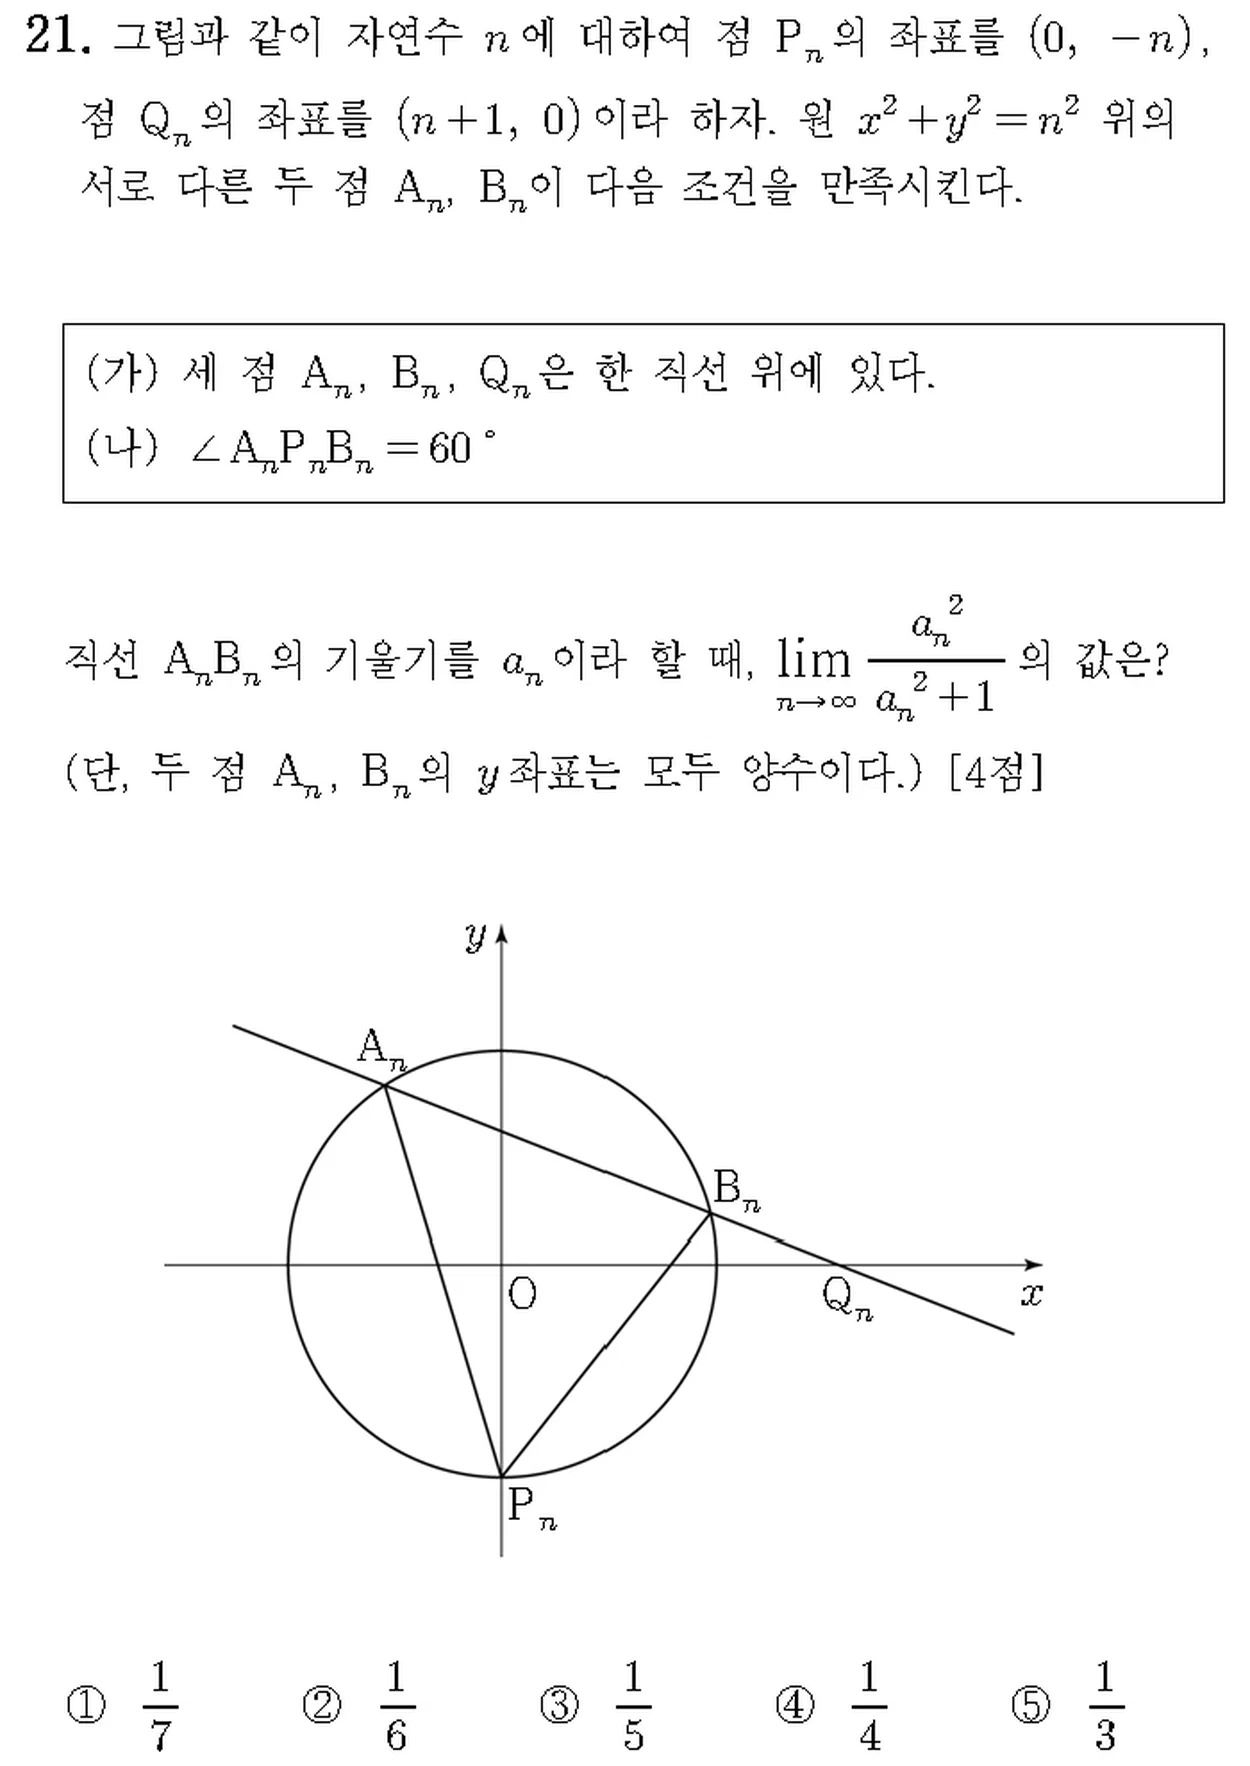 21. 그림과 같이 자연수 n에 대하여 점 Pₙ의 좌표를 (0, −n),
점 Qₙ의 좌표를 (n+1, 0)이라 하자. 원 x²+y²=n² 위의
서로 다른 두 점 Aₙ, Bₙ이 다음 조건을 만족시킨다.
(가) 세 점 Aₙ, Bₙ, Qₙ은 한 직선 위에 있다.
(나) ∠AₙPₙBₙ=60°
직선 AₙBₙ의 기울기를 aₙ이라 할 때, lim n→∞ aₙ²/(aₙ²+1) 의 값은?
(단, 두 점 Aₙ, Bₙ의 y좌표는 모두 양수이다.) [4점]
y
Aₙ
Bₙ
O
Qₙ
x
Pₙ
① 1/7 ② 1/6 ③ 1/5 ④ 1/4 ⑤ 1/3